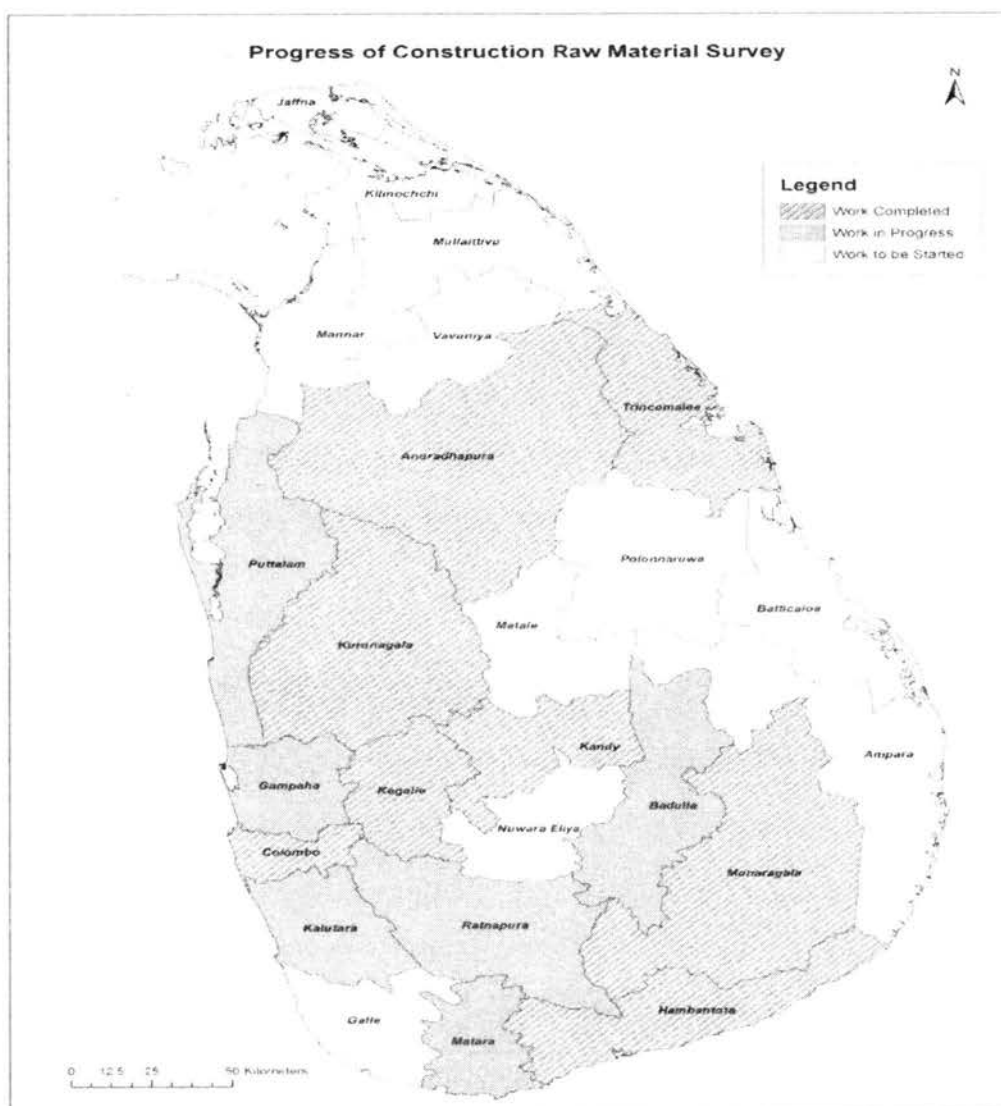 Progress of Construction Raw Material Survey
N
Jaffna
Kilinochchi
Legend
Work Completed
Work in Progress
Work to be Started
Mullaittivu
Mannar
Vavuniya
Trincomalee
Anuradhapura
Puttalam
Polonnaruwa
Batticaloa
Matale
Kurunagala
Kandy
Ampara
Gampaha
Kegalle
Badulla
Nuwara Eliya
Colombo
Monaragala
Kalutara
Ratnapura
Hambantota
Galle
Matara
0 12.5 25 50 Kilometers